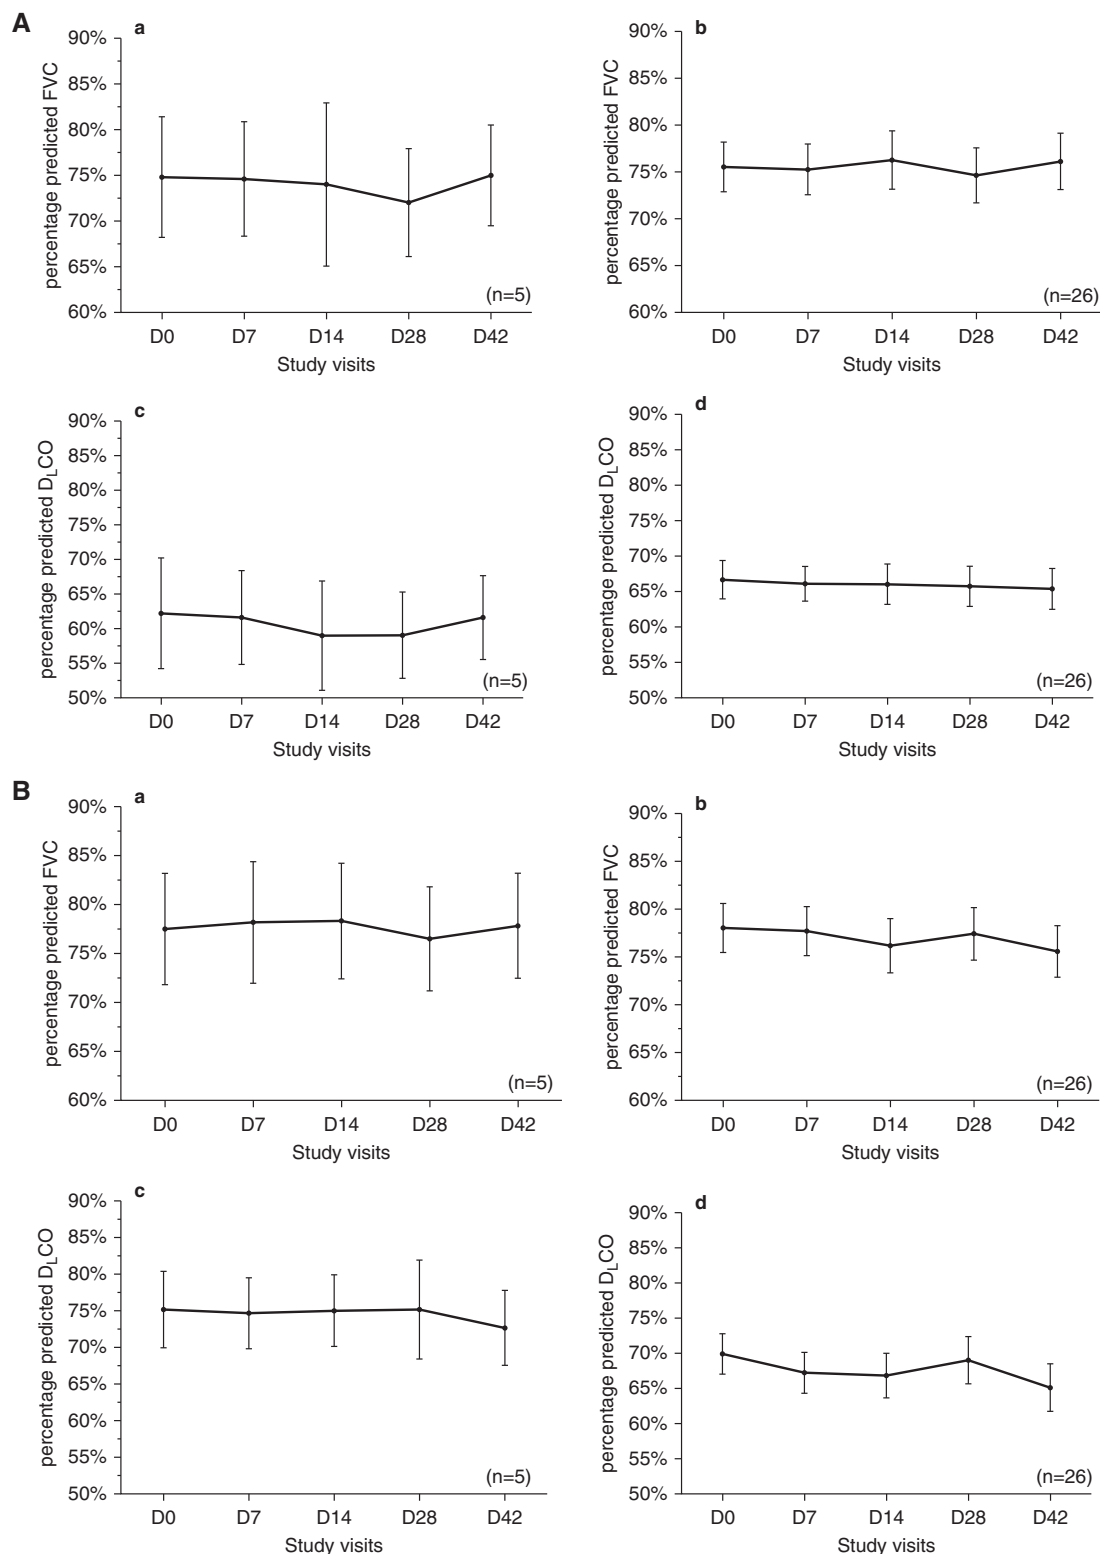 A
a
percentage predicted FVC
90%
85%
80%
75%
70%
65%
60%
(n=5)
D0 D7 D14 D28 D42
Study visits
b
percentage predicted FVC
90%
85%
80%
75%
70%
65%
60%
(n=26)
D0 D7 D14 D28 D42
Study visits
c
percentage predicted DLCO
90%
85%
80%
75%
70%
65%
60%
55%
50%
(n=5)
D0 D7 D14 D28 D42
Study visits
d
percentage predicted DLCO
90%
85%
80%
75%
70%
65%
60%
55%
50%
(n=26)
D0 D7 D14 D28 D42
Study visits
B
a
percentage predicted FVC
90%
85%
80%
75%
70%
65%
60%
(n=5)
D0 D7 D14 D28 D42
Study visits
b
percentage predicted FVC
90%
85%
80%
75%
70%
65%
60%
(n=26)
D0 D7 D14 D28 D42
Study visits
c
percentage predicted DLCO
90%
85%
80%
75%
70%
65%
60%
55%
50%
(n=5)
D0 D7 D14 D28 D42
Study visits
d
percentage predicted DLCO
90%
85%
80%
75%
70%
65%
60%
55%
50%
(n=26)
D0 D7 D14 D28 D42
Study visits